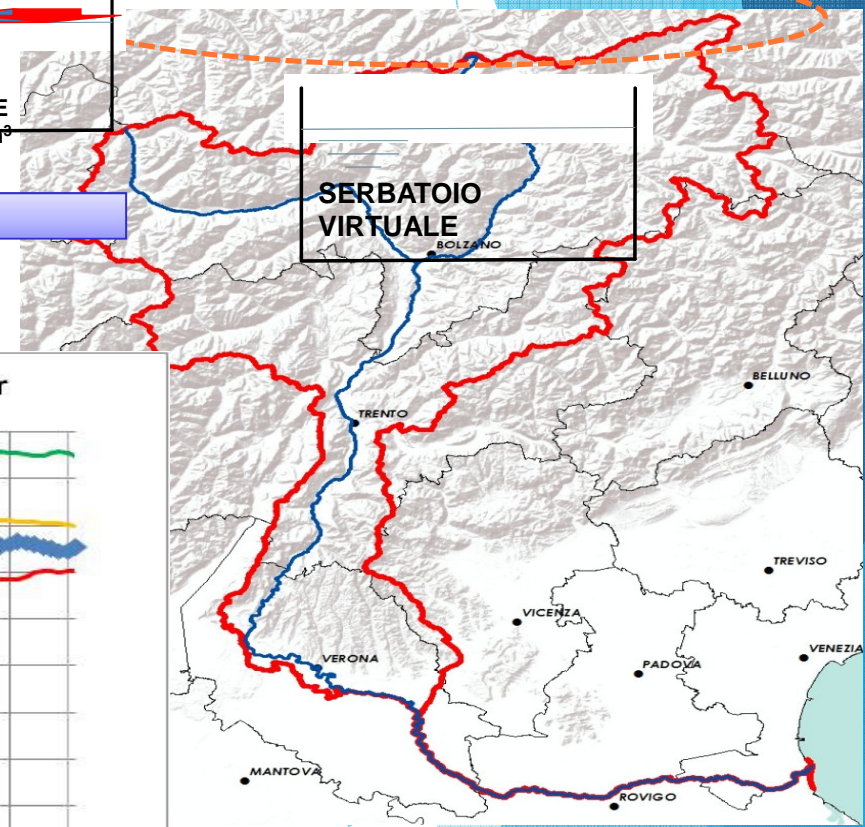 E
SERBATOIO
VIRTUALE
BOLZANO
r
BELLUNO
TRENTO
TREVISO
VICENZA
VENEZIA
VERONA
PADOVA
MANTOVA
ROVIGO